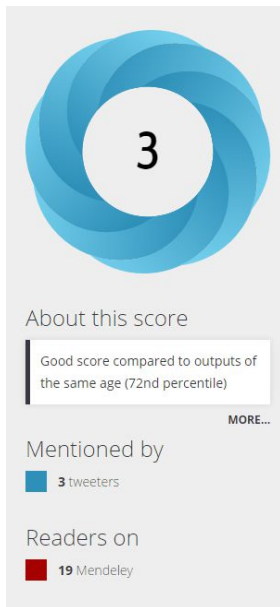 3
About this score
Good score compared to outputs of
the same age (72nd percentile)
MORE...
Mentioned by
3 tweeters
Readers on
19 Mendeley